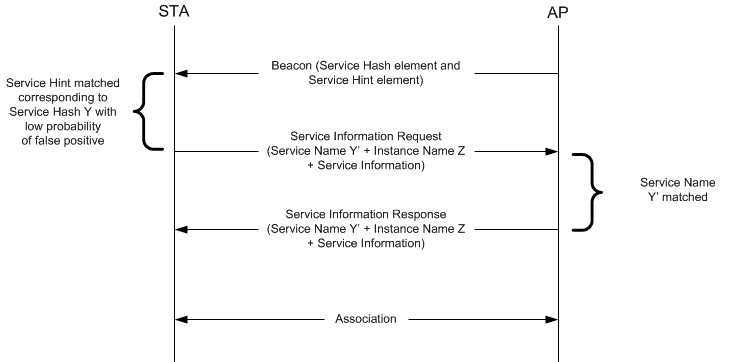 STA
AP
Beacon (Service Hash element and
Service Hint element)
Service Hint matched
corresponding to
Service Hash Y with
low probability
of false positive
Service Information Request
(Service Name Y' + Instance Name Z
+ Service Information)
Service Name
Y' matched
Service Information Response
(Service Name Y' + Instance Name Z
+ Service Information)
Association